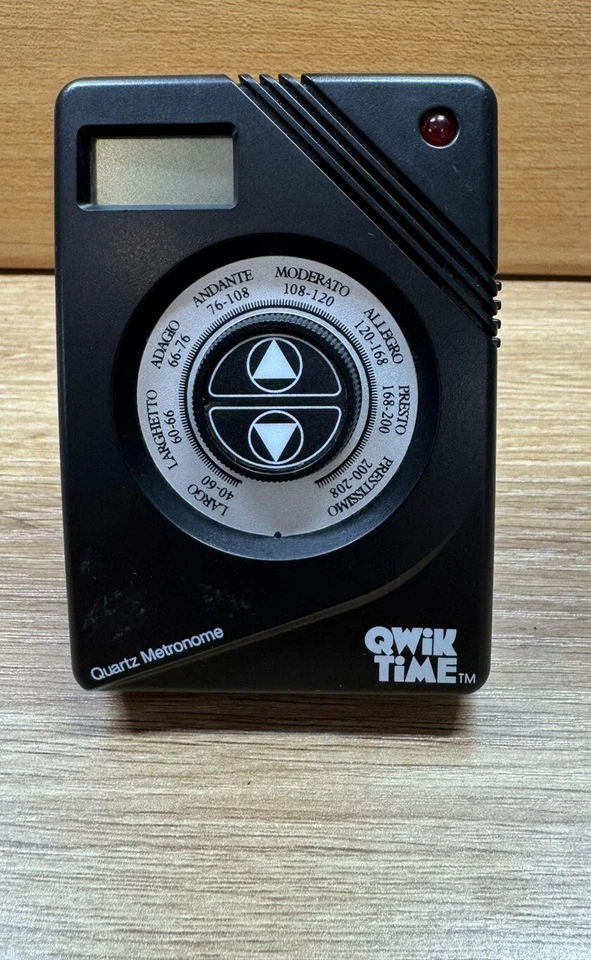 LARGO
40-60
LARGHETTO
60-66
ADAGIO
66-76
ANDANTE
76-108
MODERATO
108-120
ALLEGRO
120-168
PRESTO
168-200
PRESTISSIMO
200-208
Quartz Metronome
QWiK
TiME™